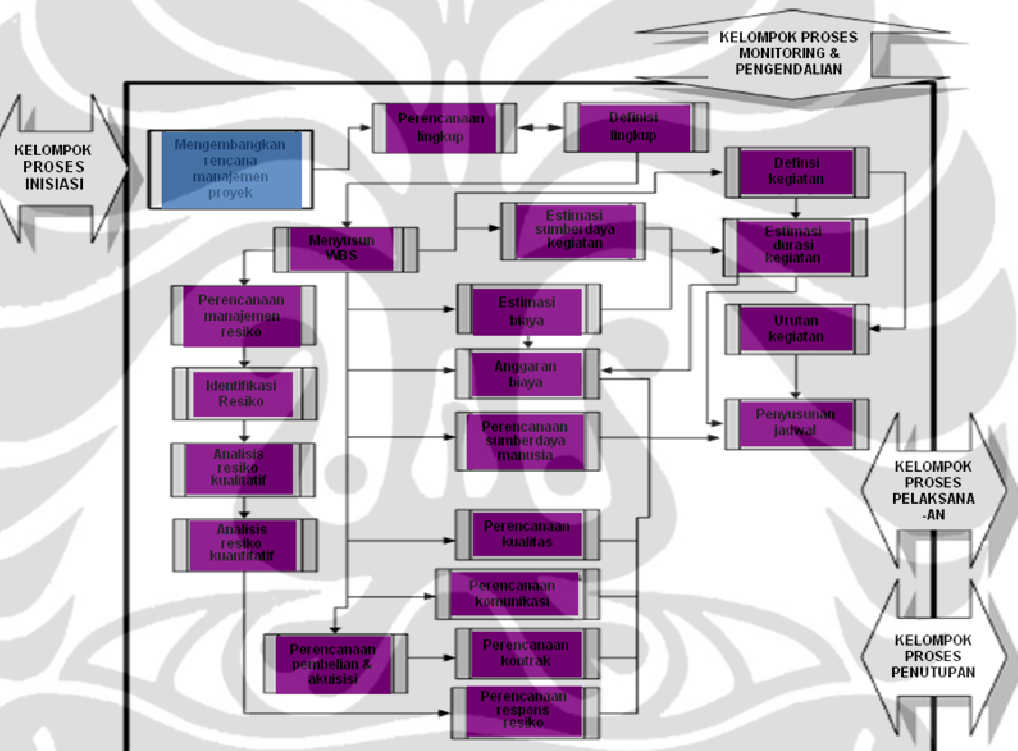 KELOMPOK PROSES
MONITORING &
PENGENDALIAN
KELOMPOK
PROSES
INISIASI
Mengembangkan
rencana
manajemen
proyek
Perencanaan
lingkup
Definisi
lingkup
Definsi
kegiatan
Menyusun
WBS
Estimasi
sumberdaya
kegiatan
Estimasi
durasi
kegiatan
Perencanaan
manajemen
resiko
Estimasi
biaya
Urutan
kegiatan
Identifikasi
Resiko
Anggaran
biaya
Perencanaan
sumberdaya
manusia
Penyusunan
jadwal
Analisis
resiko
kualitatif
KELOMPOK
PROSES
PELAKSANA
-AN
Analisis
resiko
kuantitatif
Perencanaan
kualitas
Perencanaan
komunikasi
Perencanaan
pembelian &
akuisisi
Perencanaan
kontrak
KELOMPOK
PROSES
PENUTUPAN
Perencanaan
respons
resiko